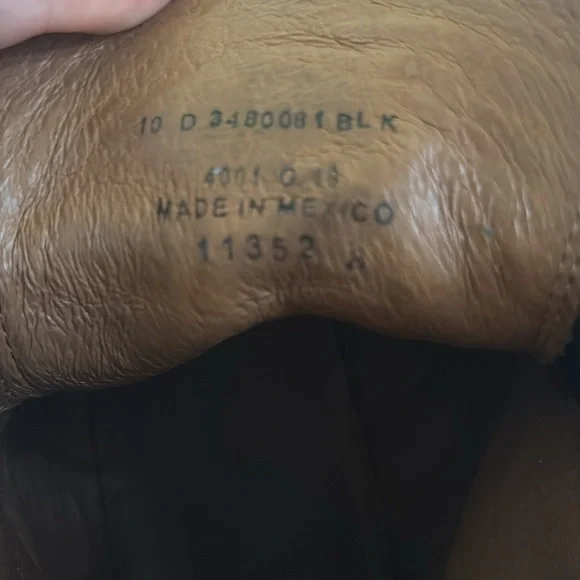 10 D 3480081 BLK
4001 Q 18
MADE IN MEXICO
11352